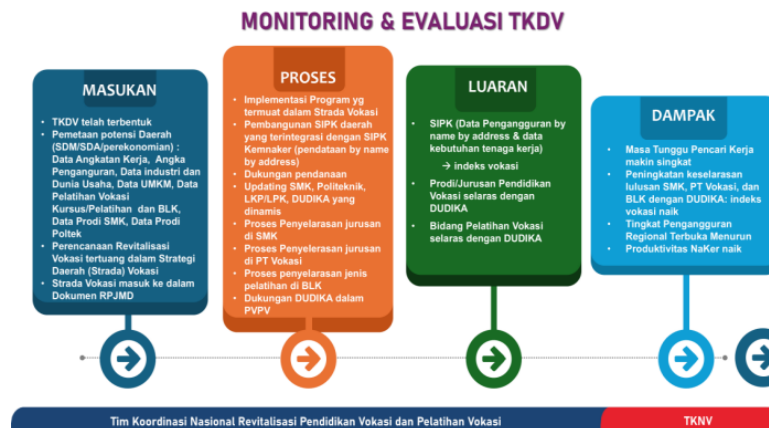 MONITORING & EVALUASI TKDV
MASUKAN
• TKDV telah terbentuk
• Pemetaan potensi Daerah
(SDM/SDA/perekonomian) :
Data Angkatan Kerja, Angka
Penganguran, Data industri dan
Dunia Usaha, Data UMKM, Data
Pelatihan Vokasi
Kursus/Pelatihan dan BLK,
Data Prodi SMK, Data Prodi
Poltek
• Perencanaan Revitalisasi
Vokasi tertuang dalam Strategi
Daerah (Strada) Vokasi
• Strada Vokasi masuk ke dalam
Dokumen RPJMD
PROSES
• Implementasi Program yg
termuat dalam Strada Vokasi
• Pembangunan SIPK daerah
yang terintegrasi dengan SIPK
Kemnaker (pendataan by name
by address)
• Dukungan pendanaan
• Updating SMK, Politeknik,
LKP/LPK, DUDIKA yang
dinamis
• Proses Penyelarasan jurusan
di SMK
• Proses Penyelerasan jurusan
di PT Vokasi
• Proses penyelarasan jenis
pelatihan di BLK
• Dukungan DUDIKA dalam
PVPV
LUARAN
• SIPK (Data Pengangguran by
name by address & data
kebutuhan tenaga kerja)
→ indeks vokasi
• Prodi/Jurusan Pendidikan
Vokasi selaras dengan
DUDIKA
• Bidang Pelatihan Vokasi
selaras dengan DUDIKA
DAMPAK
• Masa Tunggu Pencari Kerja
makin singkat
• Peningkatan keselarasan
lulusan SMK, PT Vokasi, dan
BLK dengan DUDIKA: indeks
vokasi naik
• Tingkat Pengangguran
Regional Terbuka Menurun
• Produktivitas NaKer naik
Tim Koordinasi Nasional Revitalisasi Pendidikan Vokasi dan Pelatihan Vokasi
TKNV